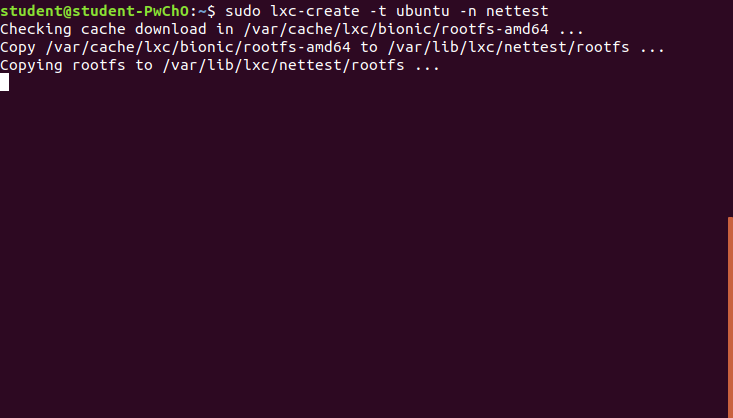 student@student-PwChO:~$ sudo lxc-create -t ubuntu -n nettest
Checking cache download in /var/cache/lxc/bionic/rootfs-amd64 ...
Copy /var/cache/lxc/bionic/rootfs-amd64 to /var/lib/lxc/nettest/rootfs ...
Copying rootfs to /var/lib/lxc/nettest/rootfs ...